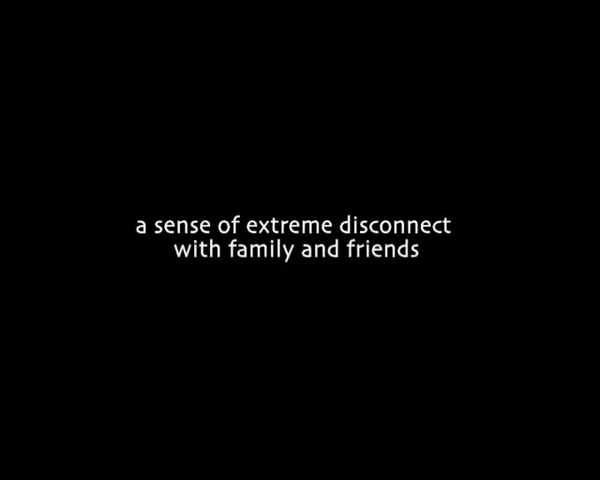 a sense of extreme disconnect
with family and friends